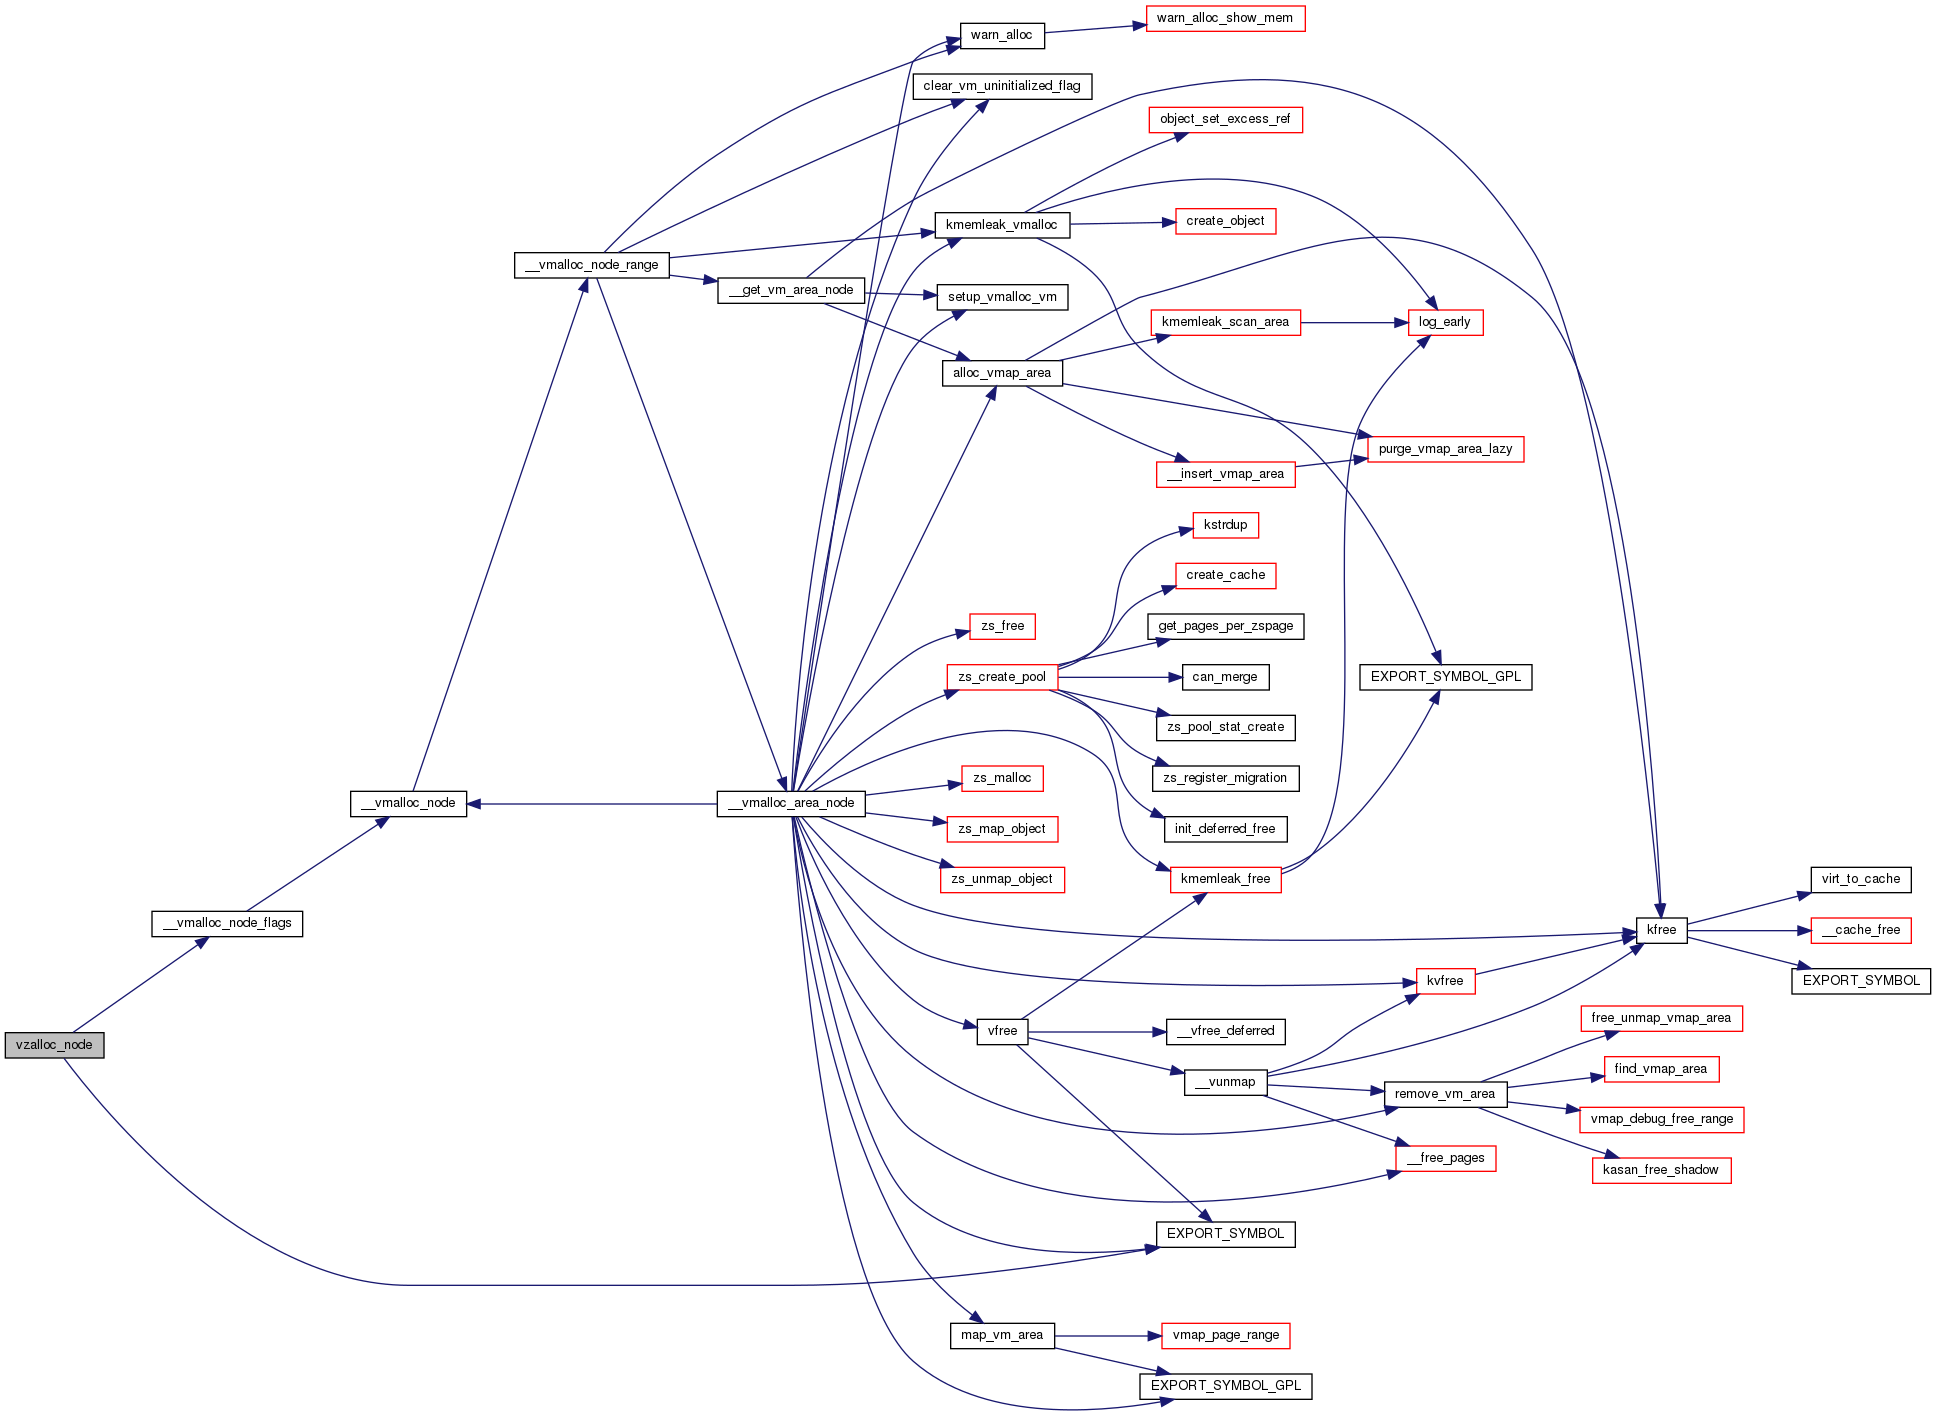 warn_alloc_show_mem
warn_alloc
clear_vm_uninitialized_flag
object_set_excess_ref
kmemleak_vmalloc
create_object
__vmalloc_node_range
__get_vm_area_node
setup_vmalloc_vm
kmemleak_scan_area
log_early
alloc_vmap_area
purge_vmap_area_lazy
__insert_vmap_area
kstrdup
create_cache
zs_free
get_pages_per_zspage
zs_create_pool
can_merge
EXPORT_SYMBOL_GPL
zs_pool_stat_create
zs_malloc
zs_register_migration
__vmalloc_node
__vmalloc_area_node
zs_map_object
init_deferred_free
zs_unmap_object
kmemleak_free
virt_to_cache
__vmalloc_node_flags
kfree
__cache_free
kvfree
EXPORT_SYMBOL
free_unmap_vmap_area
vzalloc_node
vfree
__vfree_deferred
find_vmap_area
__vunmap
remove_vm_area
vmap_debug_free_range
__free_pages
kasan_free_shadow
EXPORT_SYMBOL
map_vm_area
vmap_page_range
EXPORT_SYMBOL_GPL